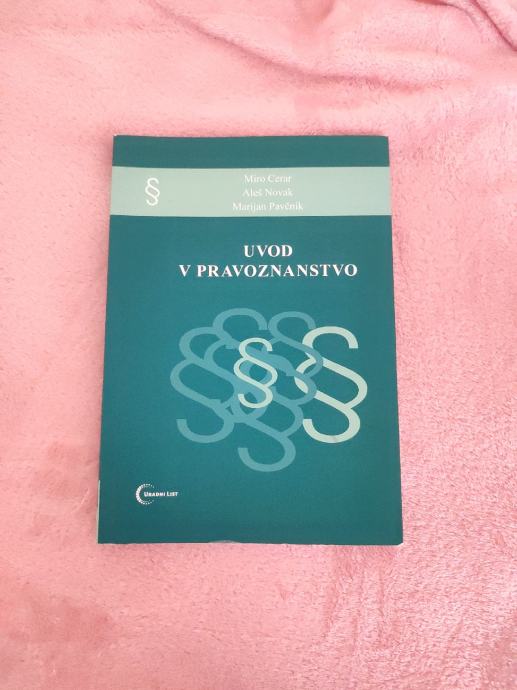 §
Miro Cerar
Aleš Novak
Marijan Pavčnik
UVOD
V PRAVOZNANSTVO
URADNI LIST